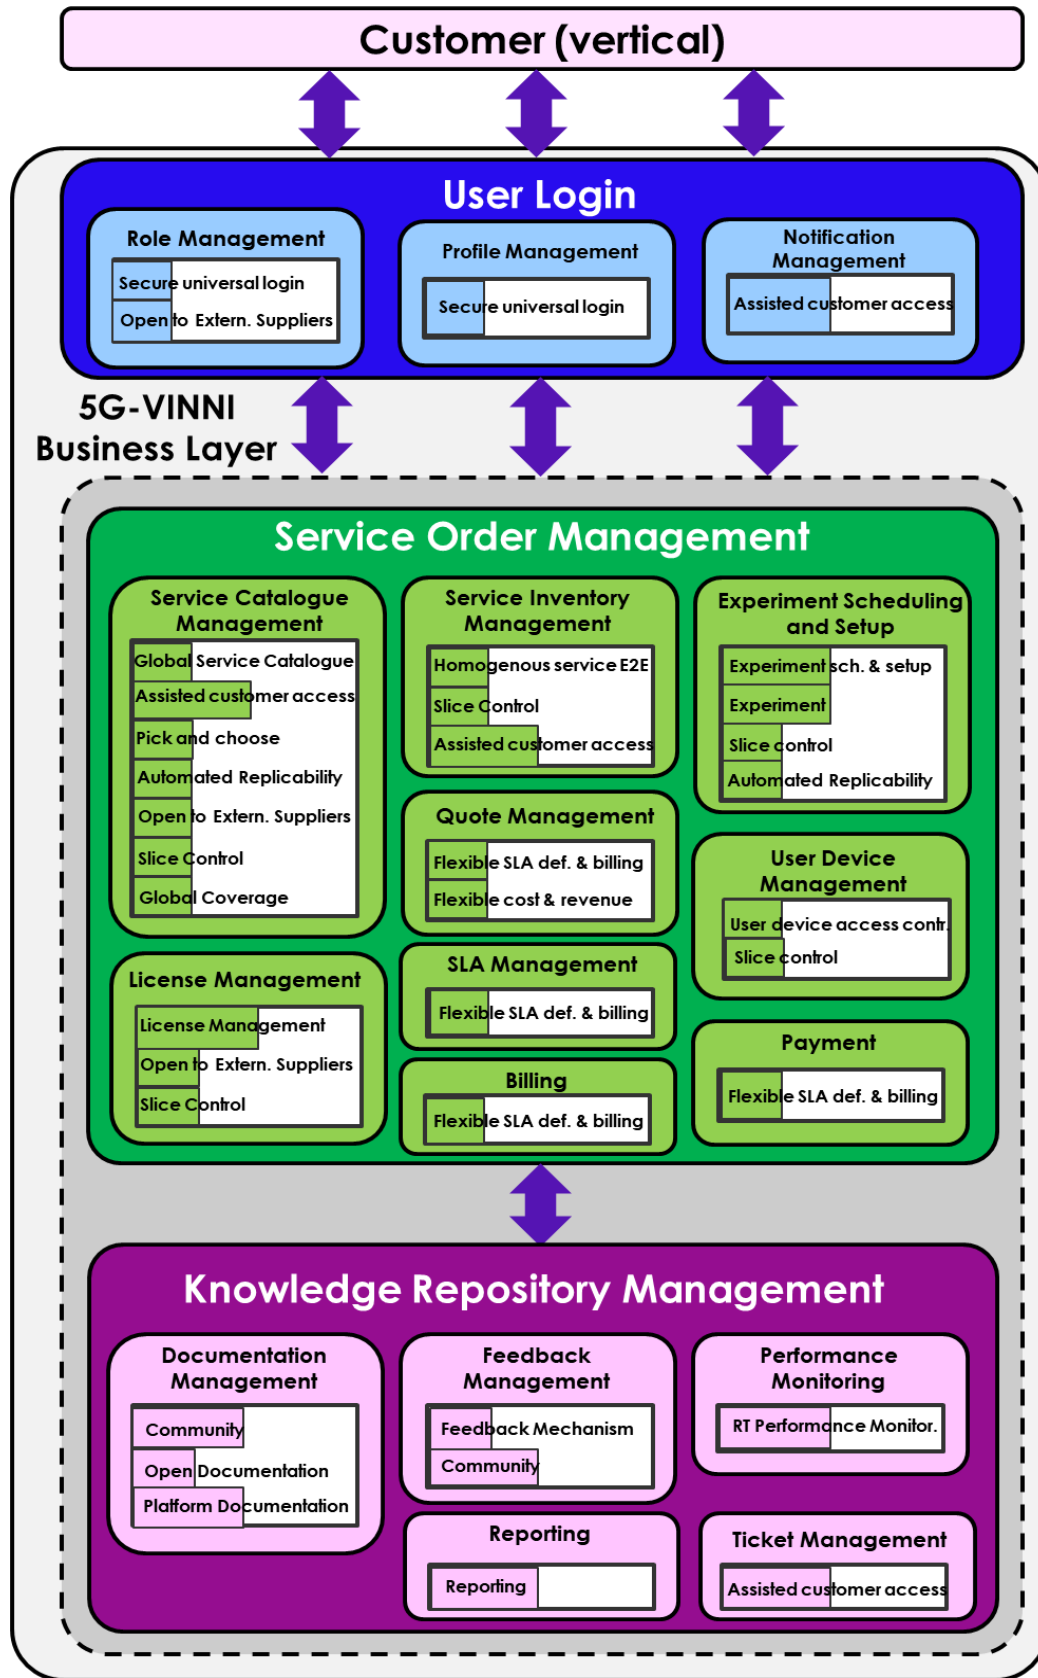 Customer (vertical)
User Login
Role Management
Secure universal login
Open to Extern. Suppliers
Profile Management
Secure universal login
Notification
Management
Assisted customer access
5G-VINNI
Business Layer
Service Order Management
Service Catalogue
Management
Global Service Catalogue
Assisted customer access
Pick and choose
Automated Replicability
Open to Extern. Suppliers
Slice Control
Global Coverage
License Management
License Management
Open to Extern. Suppliers
Slice Control
Service Inventory
Management
Homogenous service E2E
Slice Control
Assisted customer access
Quote Management
Flexible SLA def. & billing
Flexible cost & revenue
SLA Management
Flexible SLA def. & billing
Billing
Flexible SLA def. & billing
Experiment Scheduling
and Setup
Experiment sch. & setup
Experiment
Slice control
Automated Replicability
User Device
Management
User device access contr.
Slice control
Payment
Flexible SLA def. & billing
Knowledge Repository Management
Documentation
Management
Community
Open Documentation
Platform Documentation
Feedback
Management
Feedback Mechanism
Community
Reporting
Reporting
Performance
Monitoring
RT Performance Monitor.
Ticket Management
Assisted customer access